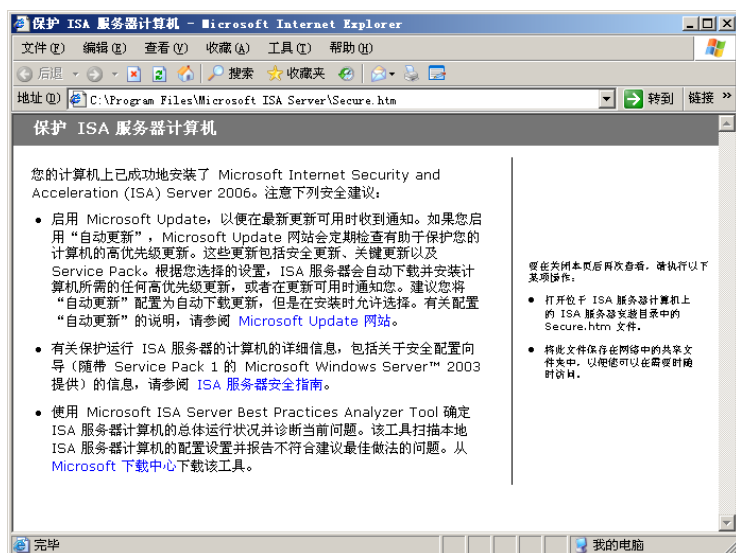 保护 ISA 服务器计算机 - Microsoft Internet Explorer
文件(F) 编辑(E) 查看(V) 收藏(A) 工具(T) 帮助(H)
后退 搜索 收藏夹
地址(D) C:\Program Files\Microsoft ISA Server\Secure.htm 转到 链接 »
保护 ISA 服务器计算机
您的计算机上已成功地安装了 Microsoft Internet Security and
Acceleration (ISA) Server 2006。注意下列安全建议:
• 启用 Microsoft Update，以便在最新更新可用时收到通知。如果您启
用“自动更新”，Microsoft Update 网站会定期检查有助于保护您的
计算机的高优先级更新。这些更新包括安全更新、关键更新以及
Service Pack。根据您选择的设置，ISA 服务器会自动下载并安装计
算机所需的任何高优先级更新，或者在更新可用时通知您。建议您将
“自动更新”配置为自动下载更新，但是在安装时允许选择。有关配置
“自动更新”的说明，请参阅 Microsoft Update 网站。
• 有关保护运行 ISA 服务器的计算机的详细信息，包括关于安全配置向
导（随带 Service Pack 1 的 Microsoft Windows Server™ 2003
提供）的信息，请参阅 ISA 服务器安全指南。
• 使用 Microsoft ISA Server Best Practices Analyzer Tool 确定
ISA 服务器计算机的总体运行状况并诊断当前问题。该工具扫描本地
ISA 服务器计算机的配置设置并报告不符合建议最佳做法的问题。从
Microsoft 下载中心下载该工具。
要在关闭本页后再次查看，请执行以下
某项操作:
• 打开位于 ISA 服务器计算机上
的 ISA 服务器安装目录中的
Secure.htm 文件。
• 将此文件保存在网络中的共享文
件夹中，以便您可以在需要时随
时访问。
完毕 我的电脑